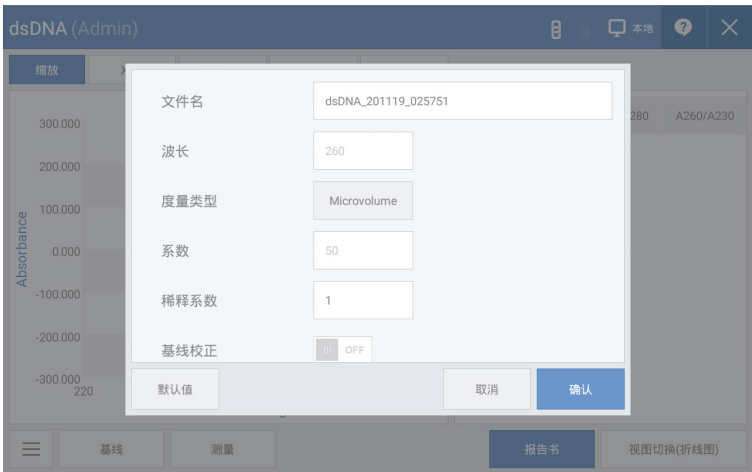 dsDNA (Admin)
本地
缩放
X
280
A260/A230
文件名
dsDNA_201119_025751
波长
260
度量类型
Microvolume
系数
50
稀释系数
1
基线校正
OFF
默认值
取消
确认
Absorbance
300.000
200.000
100.000
0.000
-100.000
-200.000
-300.000
220
基线
测量
报告书
视图切换(折线图)